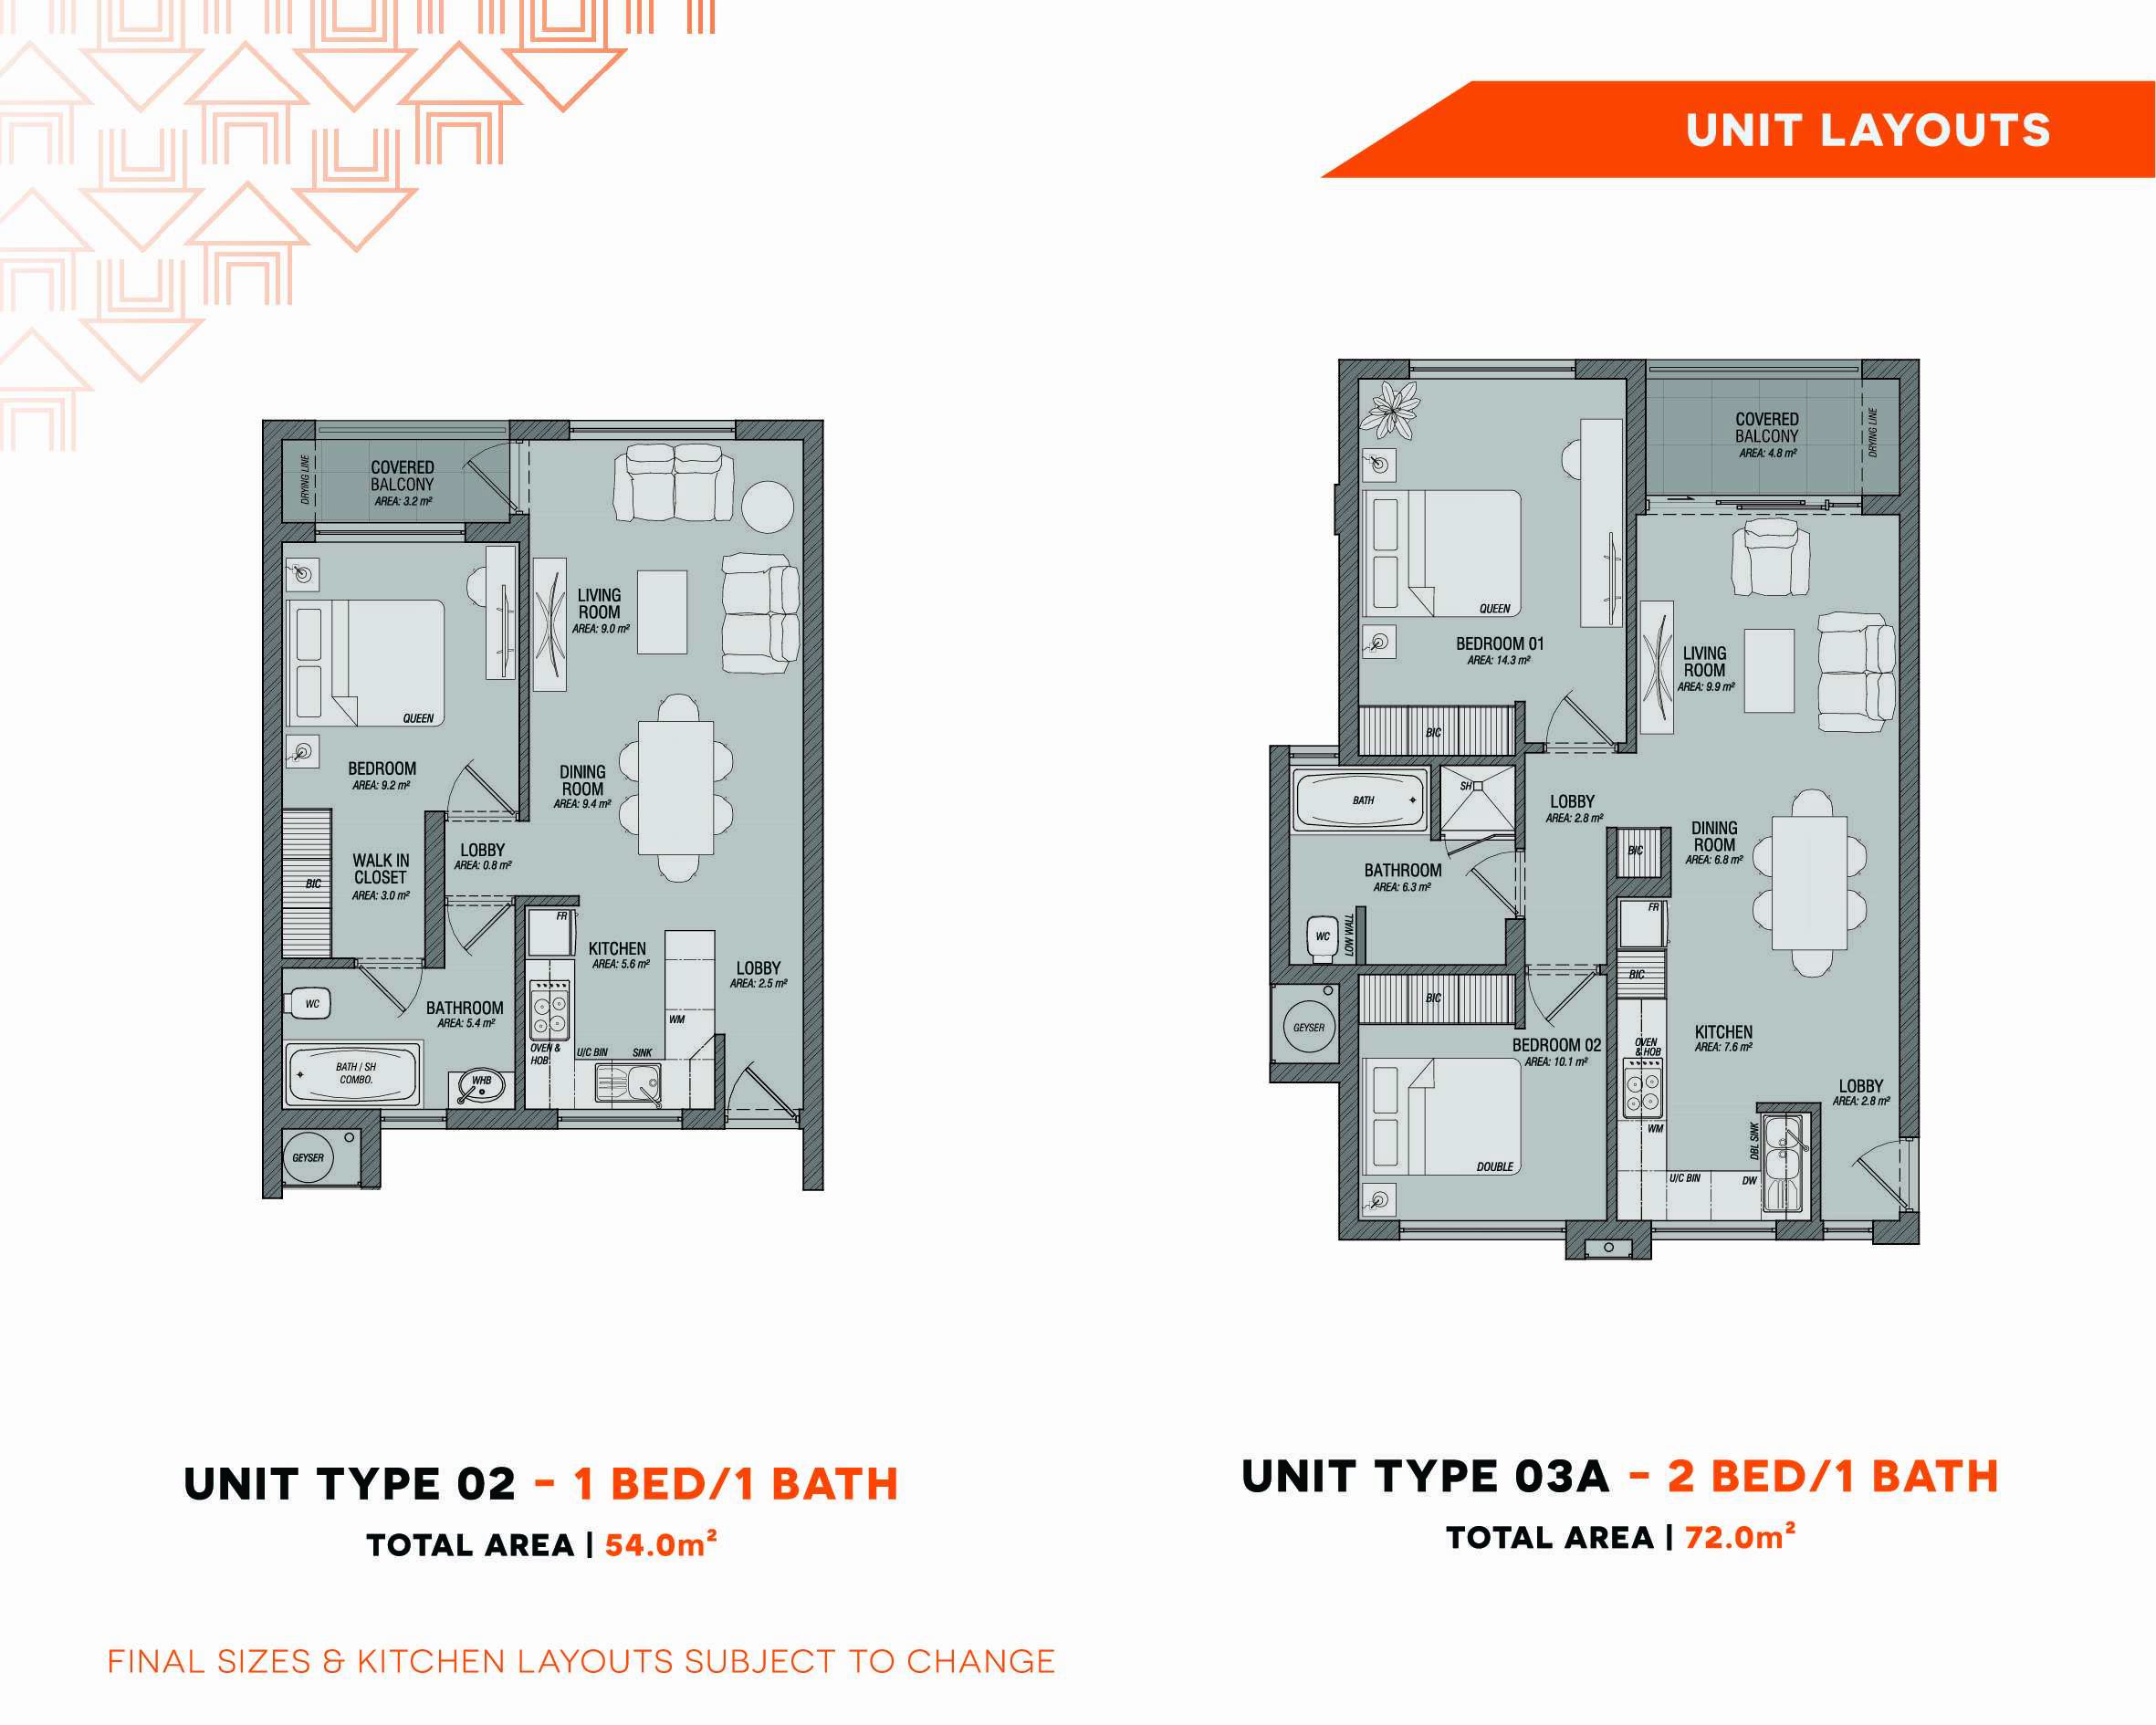 UNIT LAYOUTS
DRYING LINE
COVERED
BALCONY
AREA: 3.2 m²
LIVING
ROOM
AREA: 9.0 m²
QUEEN
BEDROOM
AREA: 9.2 m²
DINING
ROOM
AREA: 9.4 m²
LOBBY
AREA: 0.8 m²
WALK IN
CLOSET
AREA: 3.0 m²
BIC
FR
KITCHEN
AREA: 5.6 m²
LOBBY
AREA: 2.5 m²
WC
BATHROOM
AREA: 5.4 m²
WM
OVEN &
HOB
U/C BIN
SINK
BATH / SH
COMBO.
WHB
GEYSER
COVERED
BALCONY
AREA: 4.8 m²
DRYING LINE
QUEEN
BEDROOM 01
AREA: 14.3 m²
LIVING
ROOM
AREA: 9.9 m²
BIC
BATH
SH
LOBBY
AREA: 2.8 m²
DINING
ROOM
AREA: 6.8 m²
BIC
BATHROOM
AREA: 6.3 m²
FR
WC
LOW WALL
BIC
BIC
GEYSER
BEDROOM 02
AREA: 10.1 m²
KITCHEN
AREA: 7.6 m²
OVEN
& HOB
LOBBY
AREA: 2.8 m²
WM
DBL SINK
DOUBLE
U/C BIN
DW
UNIT TYPE 02 - 1 BED/1 BATH
TOTAL AREA | 54.0m²
UNIT TYPE 03A - 2 BED/1 BATH
TOTAL AREA | 72.0m²
FINAL SIZES & KITCHEN LAYOUTS SUBJECT TO CHANGE